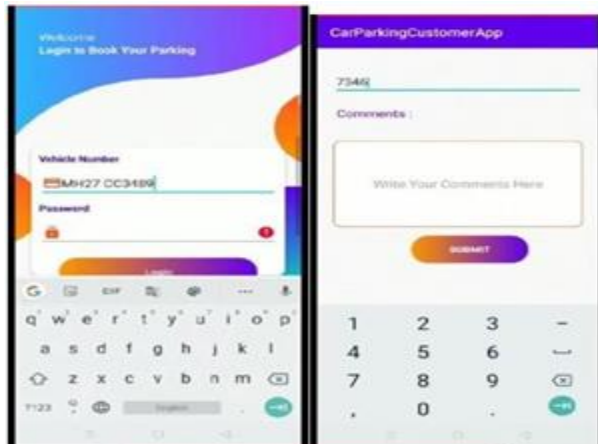 Welcome
Login to Book Your Parking
Vehicle Number
MH27 CC3489
Password
Login
G GIF
q w e r t y u i o p
a s d f g h j k l
z x c v b n m
?123 English .
CarParkingCustomerApp
7346
Comments :
Write Your Comments Here
SUBMIT
1 2 3 -
4 5 6
7 8 9
, 0 .